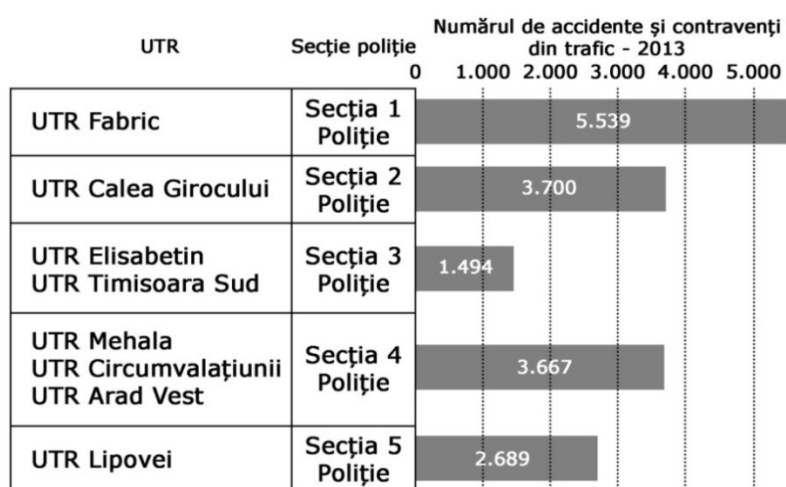 UTR
Secție poliție
Numărul de accidente și contravenți
din trafic - 2013
0 1.000 2.000 3.000 4.000 5.000
UTR Fabric
Secția 1
Poliție
5.539
UTR Calea Girocului
Secția 2
Poliție
3.700
UTR Elisabetin
UTR Timisoara Sud
Secția 3
Poliție
1.494
UTR Mehala
UTR Circumvalațiunii
UTR Arad Vest
Secția 4
Poliție
3.667
UTR Lipovei
Secția 5
Poliție
2.689